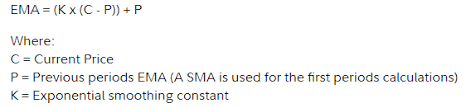 EMA = (K x (C - P)) + P
Where:
C = Current Price
P = Previous periods EMA (A SMA is used for the first periods calculations)
K = Exponential smoothing constant